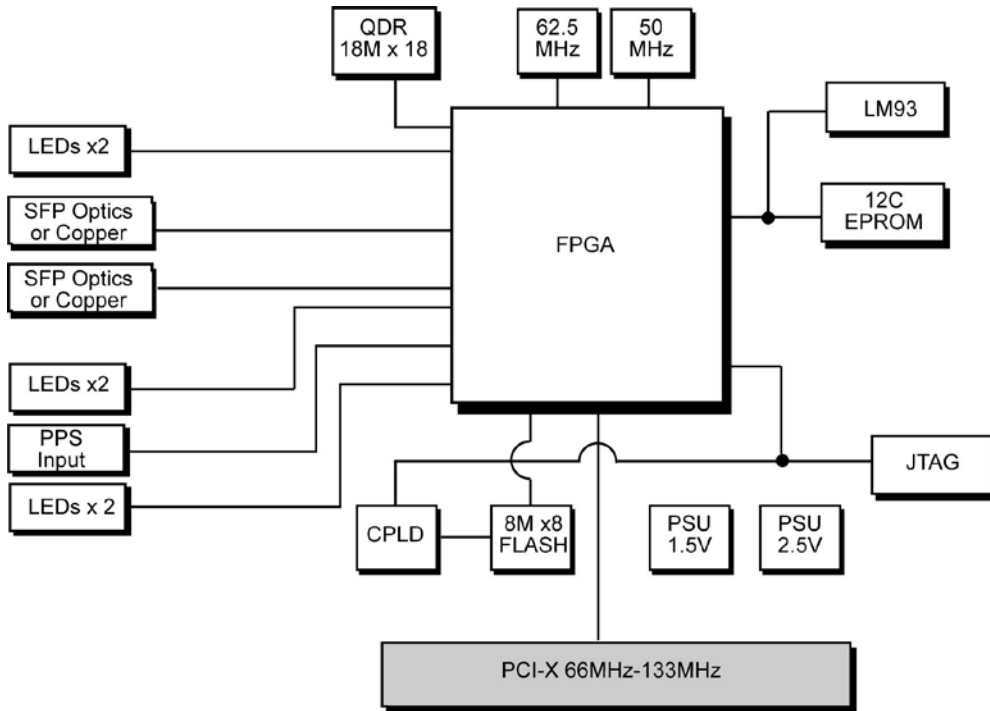 QDR
18M x 18
62.5
MHz
50
MHz
LM93
LEDs x2
SFP Optics
or Copper
12C
EPROM
FPGA
SFP Optics
or Copper
LEDs x2
PPS
Input
JTAG
LEDs x 2
CPLD
8M x8
FLASH
PSU
1.5V
PSU
2.5V
PCI-X 66MHz-133MHz